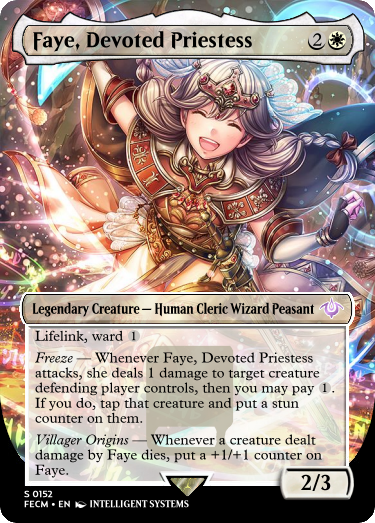 Faye, Devoted Priestess 2
Legendary Creature — Human Cleric Wizard Peasant
Lifelink, ward 1
Freeze — Whenever Faye, Devoted Priestess
attacks, she deals 1 damage to target creature
defending player controls, then you may pay 1.
If you do, tap that creature and put a stun
counter on them.
Villager Origins — Whenever a creature dealt
damage by Faye dies, put a +1/+1 counter on
Faye.
2/3
S 0152
FECM • EN INTELLIGENT SYSTEMS